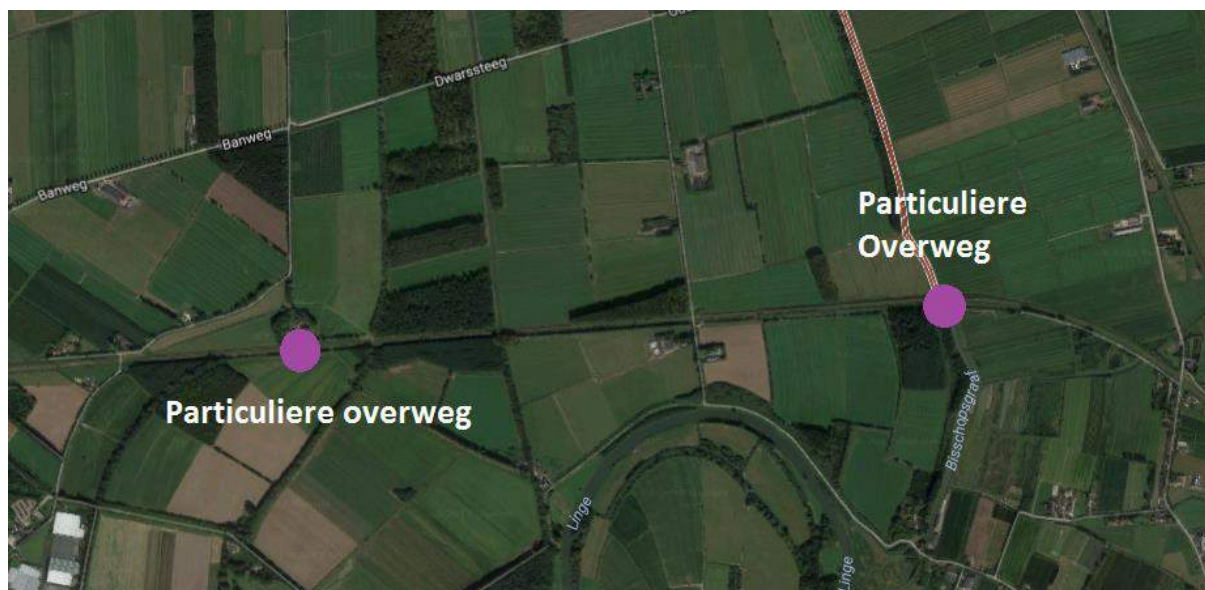 Dwarssteeg
Banweg
Banweg
Particuliere
Overweg
Particuliere overweg
Bisschopsgraaf
Linge
Linge